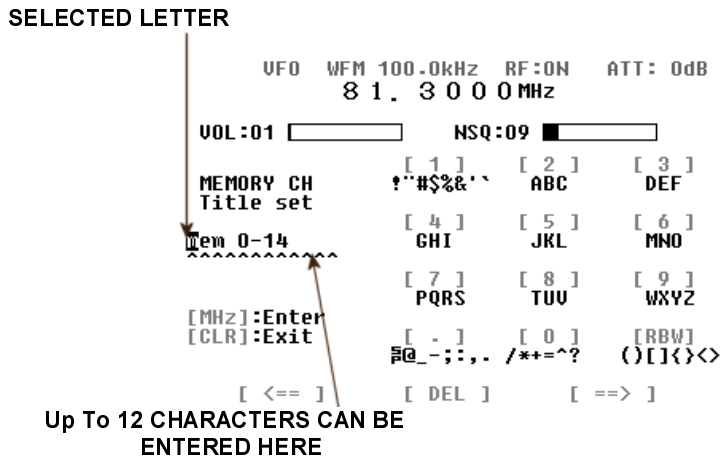 SELECTED LETTER
VFO WFM 100.0kHz RF:ON ATT: 0dB
81.3000MHz
VOL:01 NSQ:09
[ 1 ] [ 2 ] [ 3 ]
MEMORY CH !"#$%&'` ABC DEF
Title set
[ 4 ] [ 5 ] [ 6 ]
mem 0-14 GHI JKL MNO
^^^^^^^^^^^^
[ 7 ] [ 8 ] [ 9 ]
PQRS TUV WXYZ
[MHz]:Enter
[CLR]:Exit [ . ] [ 0 ] [RBW]
SP@_-;:,. /*+=^? ()[]{}<>
[ <== ] [ DEL ] [ ==> ]
Up To 12 CHARACTERS CAN BE
ENTERED HERE